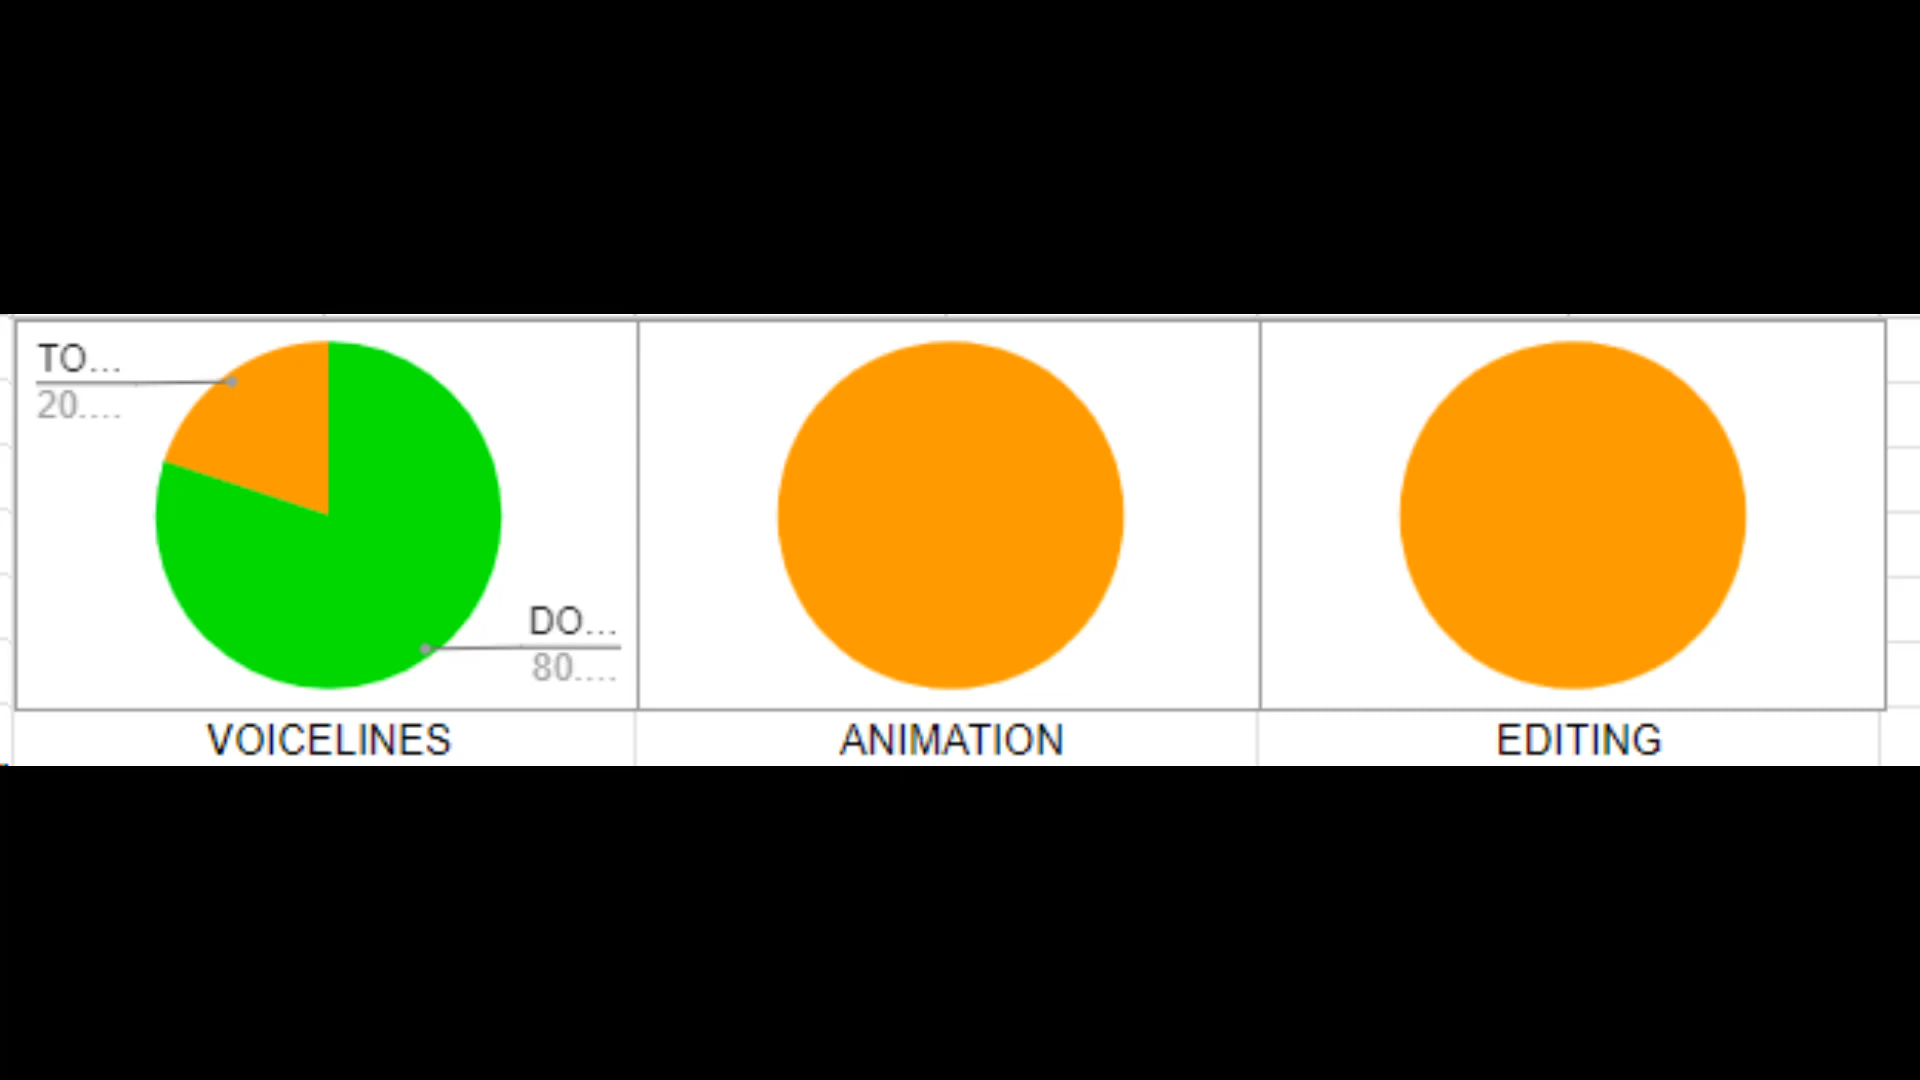 TO...
20....
DO...
80....
VOICELINES
ANIMATION
EDITING